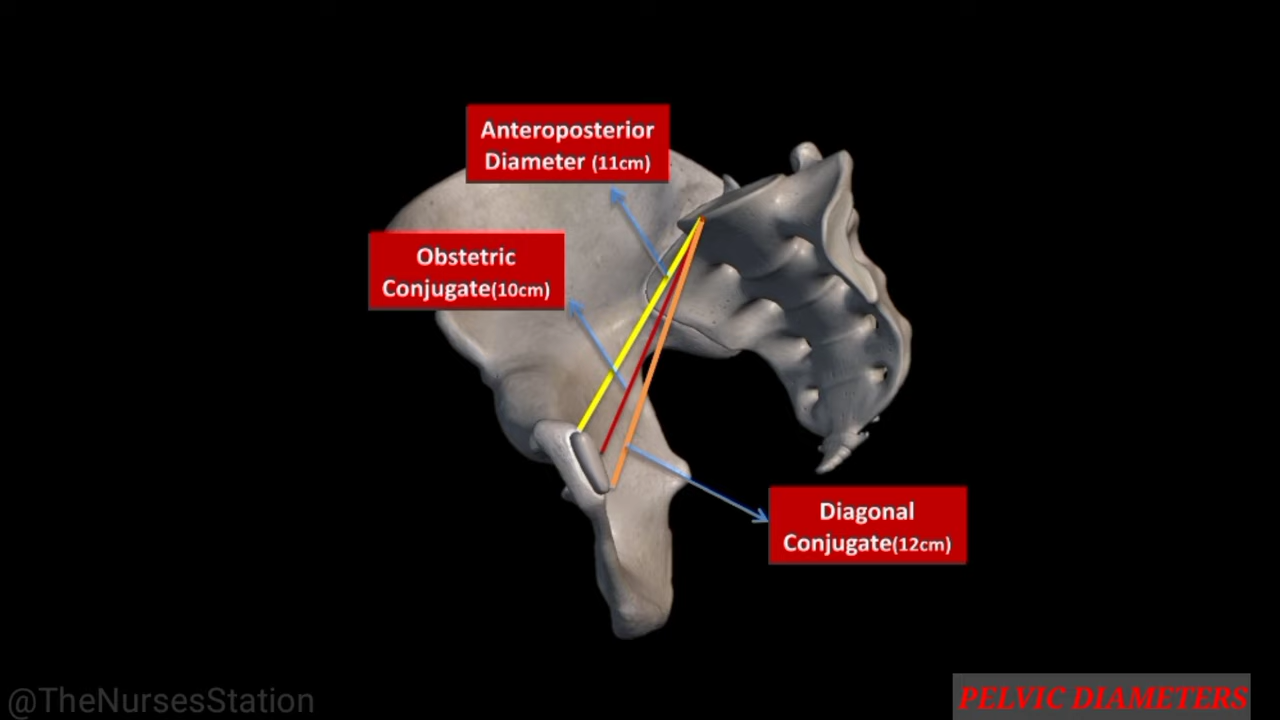 Anteroposterior
Diameter (11cm)
Obstetric
Conjugate(10cm)
Diagonal
Conjugate(12cm)
@TheNursesStation
PELVIC DIAMETERS